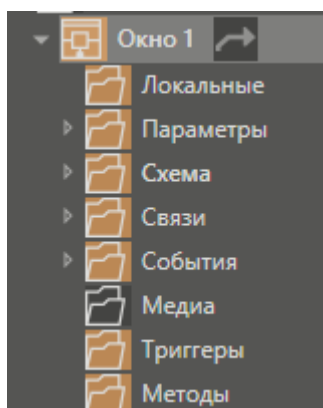 Окно 1
Локальные
Параметры
Схема
Связи
События
Медиа
Триггеры
Методы